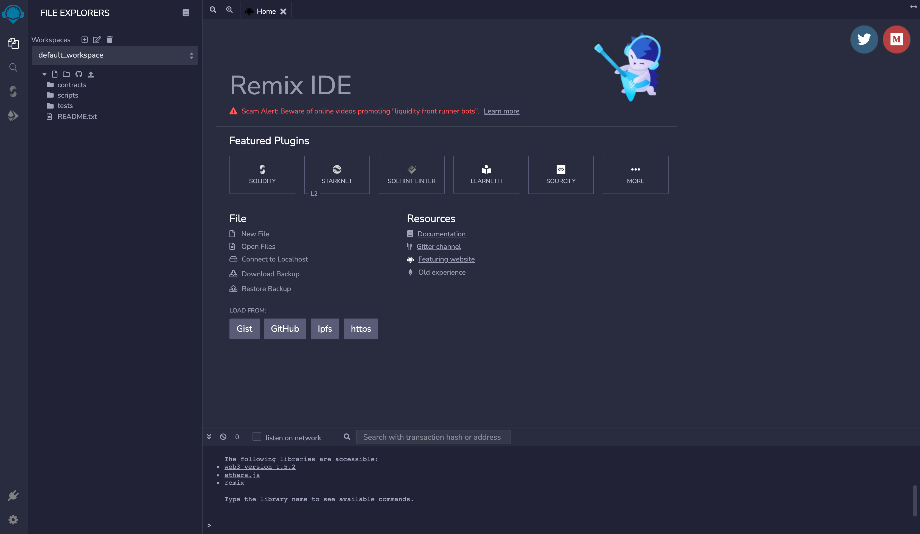 FILE EXPLORERS
Home
Workspaces
default_workspace
contracts
scripts
tests
README.txt
Remix IDE
Scam Alert: Beware of online videos promoting "liquidity front runner bots". Learn more
Featured Plugins
SOLIDITY
STARKNET
SOLHINT LINTER
LEARNETH
SOURCIFY
MORE
L2
File
New File
Open Files
Connect to Localhost
Download Backup
Restore Backup
Resources
Documentation
Gitter channel
Featuring website
Old experience
LOAD FROM:
Gist GitHub Ipfs https
0 listen on network Search with transaction hash or address
The following libraries are accessible:
web3 version 1.5.2
ethers.js
remix
Type the library name to see available commands.
>